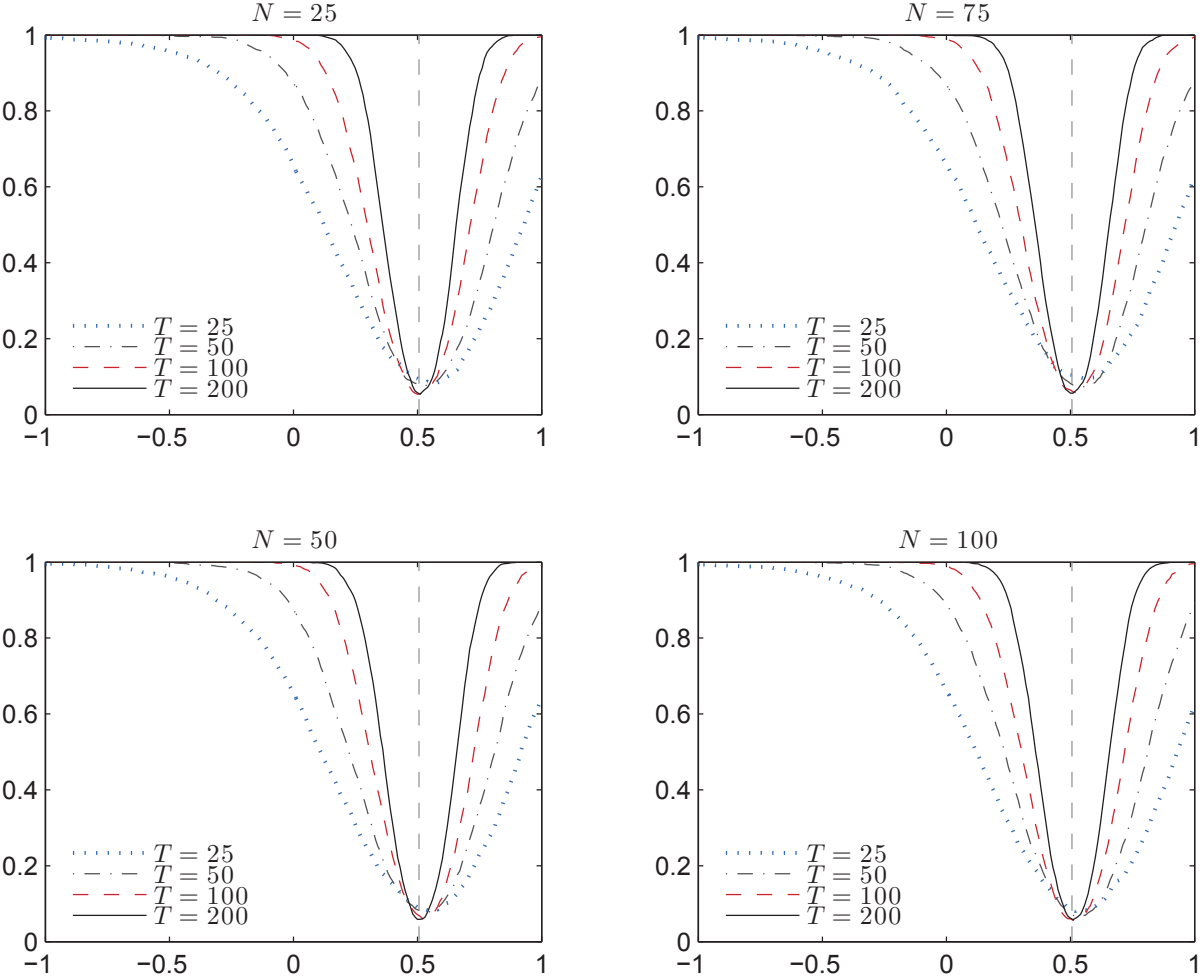 N = 25
1
0.8
0.6
0.4
0.2
0
−1
−0.5
0
0.5
1
T = 25
T = 50
T = 100
T = 200
N = 75
1
0.8
0.6
0.4
0.2
0
−1
−0.5
0
0.5
1
T = 25
T = 50
T = 100
T = 200
N = 50
1
0.8
0.6
0.4
0.2
0
−1
−0.5
0
0.5
1
T = 25
T = 50
T = 100
T = 200
N = 100
1
0.8
0.6
0.4
0.2
0
−1
−0.5
0
0.5
1
T = 25
T = 50
T = 100
T = 200